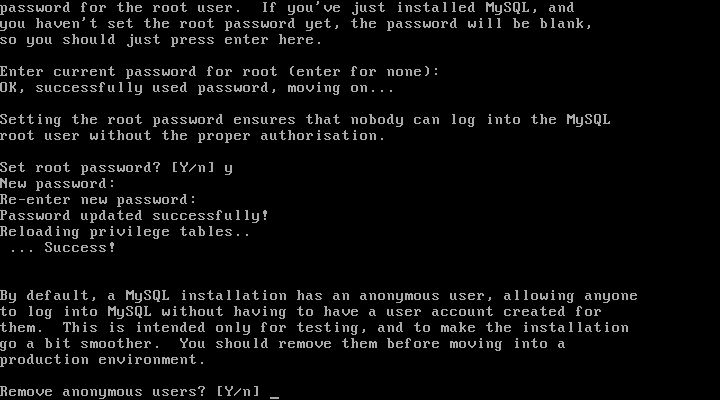 password for the root user.  If you've just installed MySQL, and
you haven't set the root password yet, the password will be blank,
so you should just press enter here.
Enter current password for root (enter for none):
OK, successfully used password, moving on...
Setting the root password ensures that nobody can log into the MySQL
root user without the proper authorisation.
Set root password? [Y/n] y
New password:
Re-enter new password:
Password updated successfully!
Reloading privilege tables..
 ... Success!
By default, a MySQL installation has an anonymous user, allowing anyone
to log into MySQL without having to have a user account created for
them.  This is intended only for testing, and to make the installation
go a bit smoother.  You should remove them before moving into a
production environment.
Remove anonymous users? [Y/n] _